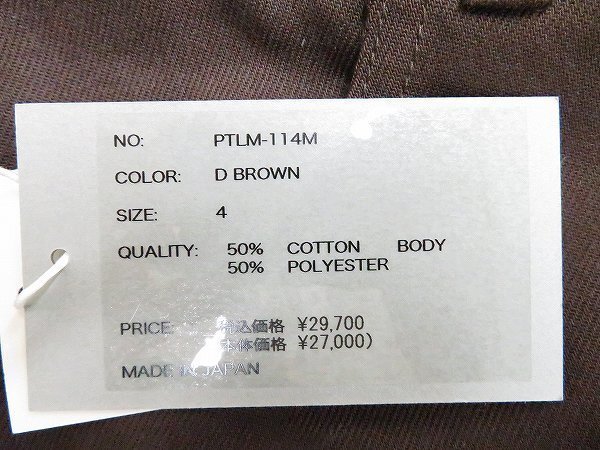 NO: PTLM-114M
COLOR: D BROWN
SIZE: 4
QUALITY: 50% COTTON BODY
50% POLYESTER
PRICE: 税込価格 ¥29,700
本体価格 ¥27,000)
MADE IN JAPAN